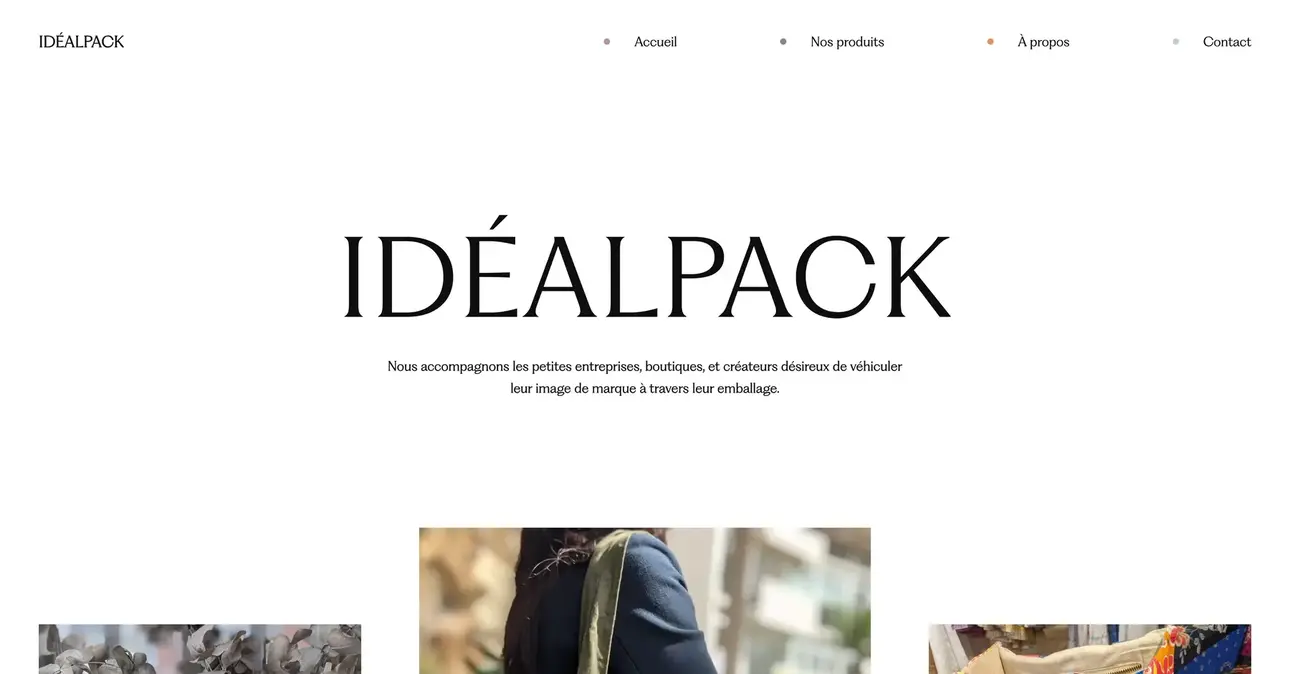 IDÉALPACK
Accueil
Nos produits
À propos
Contact
IDÉALPACK
Nous accompagnons les petites entreprises, boutiques, et créateurs désireux de véhiculer
leur image de marque à travers leur emballage.